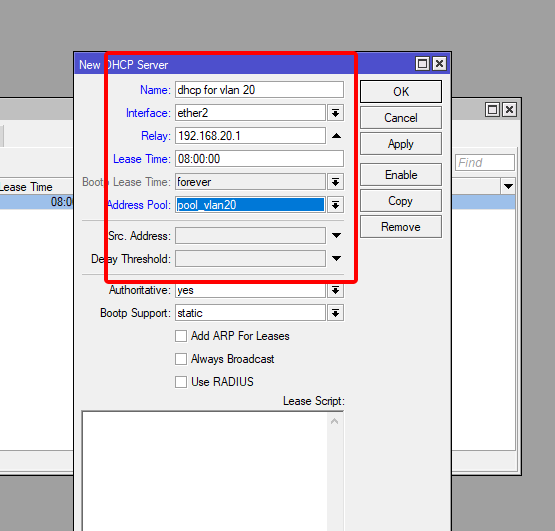 New DHCP Server
Name: dhcp for vlan 20
OK
Interface: ether2
Cancel
Relay: 192.168.20.1
Apply
Lease Time: 08:00:00
Find
Bootp Lease Time: forever
Enable
Lease Time
Address Pool: pool_vlan20
Copy
08:0
Src. Address:
Remove
Delay Threshold:
Authoritative: yes
Bootp Support: static
Add ARP For Leases
Always Broadcast
Use RADIUS
Lease Script: